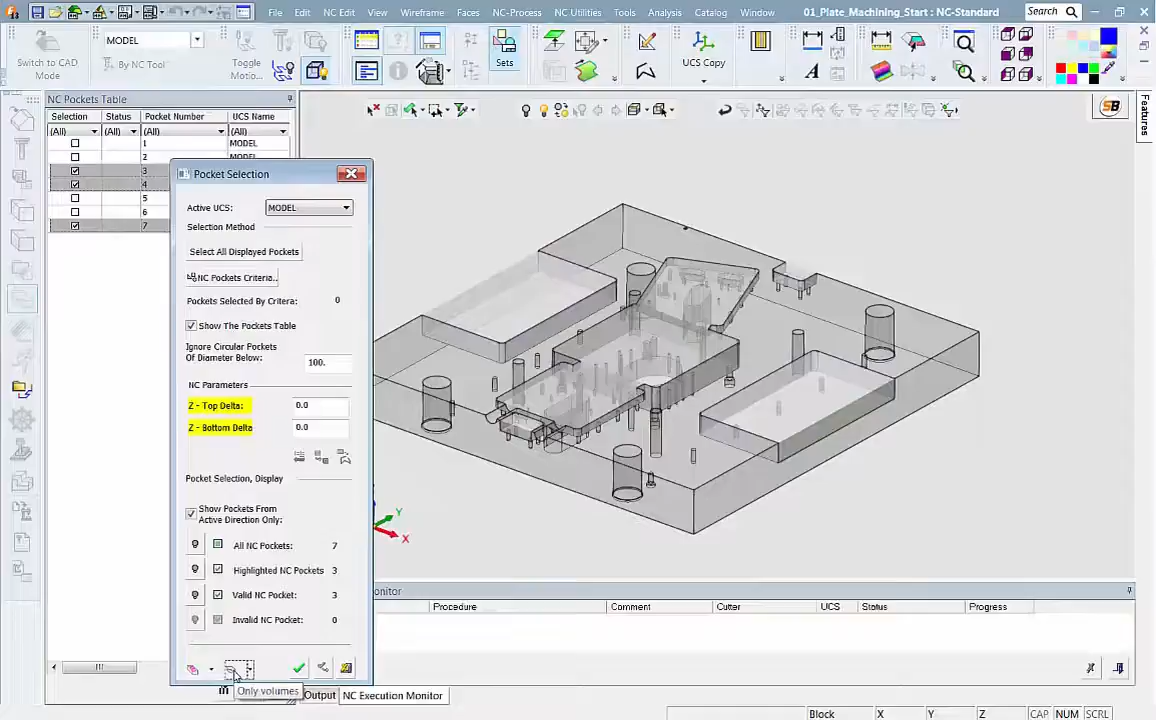 File Edit NC Edit Views Wireframe Faces NC-Process NC Utilities Tools Analysis Catalog Window 01_Plate_Machining_Start : NC-Standard Search
Switch to CAD Mode
MODEL
By NC Tool
Toggle Motio...
Sets
UCS Copy
NC Pockets Table
Selection Status Pocket Number UCS Name
(All) (All) (All) (All)
1 MODEL
2 MODEL
3
4
5
6
7
Features
Pocket Selection
Active UCS: MODEL
Selection Method
Select All Displayed Pockets
NC Pockets Criteria..
Pockets Selected By Critera: 0
Show The Pockets Table
Ignore Circular Pockets
Of Diameter Below: 100.
NC Parameters
Z - Top Delta: 0.0
Z - Bottom Delta 0.0
Pocket Selection, Display
Show Pockets From
Active Direction Only:
All NC Pockets: 7
Highlighted NC Pockets 3
Valid NC Pocket: 3
Invalid NC Pocket: 0
Only volumes
Y
X
Procedure Comment Cutter UCS Status Progress
Output NC Execution Monitor
Block X Y Z CAP NUM SCRL